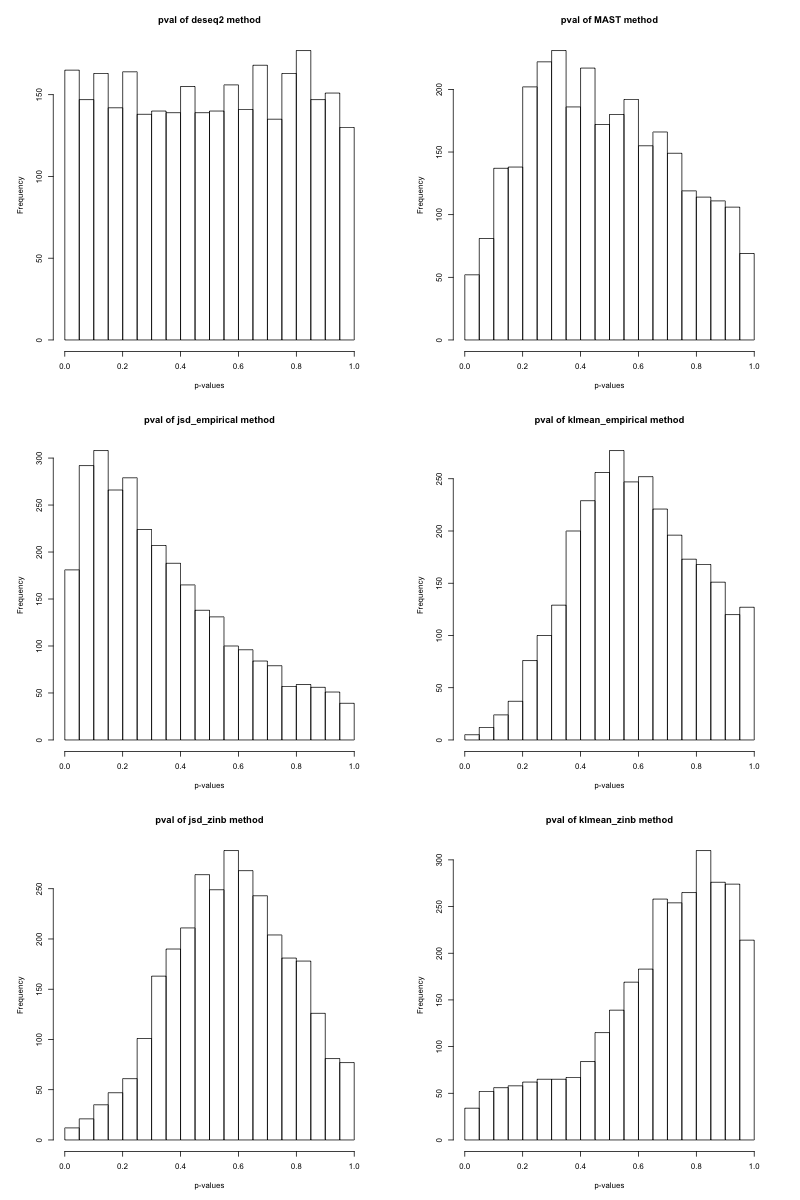 pval of deseq2 method
Frequency
0 50 100 150
0.0 0.2 0.4 0.6 0.8 1.0
p-values
pval of MAST method
Frequency
0 50 100 150 200
0.0 0.2 0.4 0.6 0.8 1.0
p-values
pval of jsd_empirical method
Frequency
0 50 100 150 200 250 300
0.0 0.2 0.4 0.6 0.8 1.0
p-values
pval of klmean_empirical method
Frequency
0 50 100 150 200 250
0.0 0.2 0.4 0.6 0.8 1.0
p-values
pval of jsd_zinb method
Frequency
0 50 100 150 200 250
0.0 0.2 0.4 0.6 0.8 1.0
p-values
pval of klmean_zinb method
Frequency
0 50 100 150 200 250 300
0.0 0.2 0.4 0.6 0.8 1.0
p-values